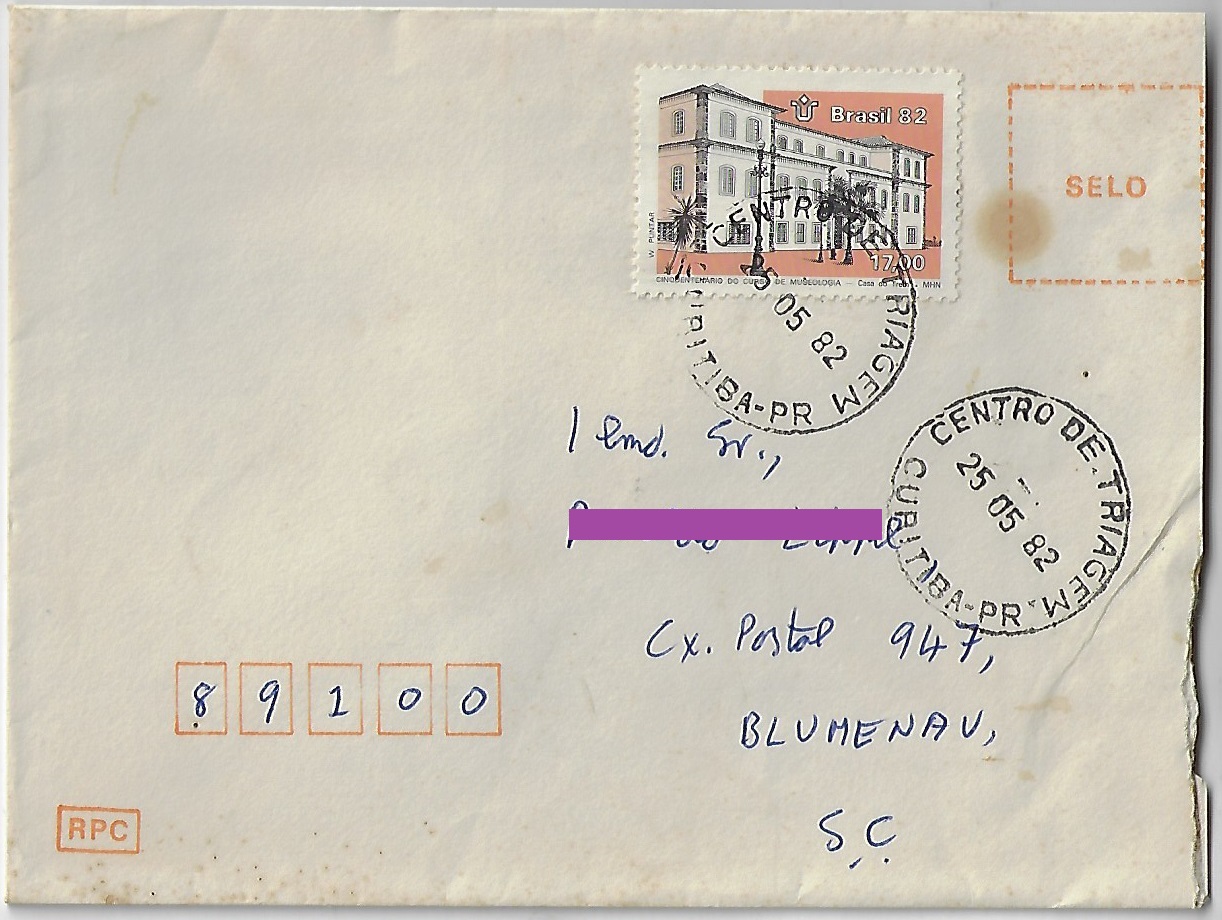 Brasil 82
SELO
W. PUNTAR
17,00
CINQÜENTENÁRIO DO CURSO DE MUSEOLOGIA — Casa do Trem - MHN
CENTRO DE TRIAGEM
25 05 82
CURITIBA-PR
CENTRO DE TRIAGEM
25 05 82
CURITIBA-PR
Ilmo. Sr.,
Cx. Postal 947,
89100
BLUMENAU,
SC
RPC